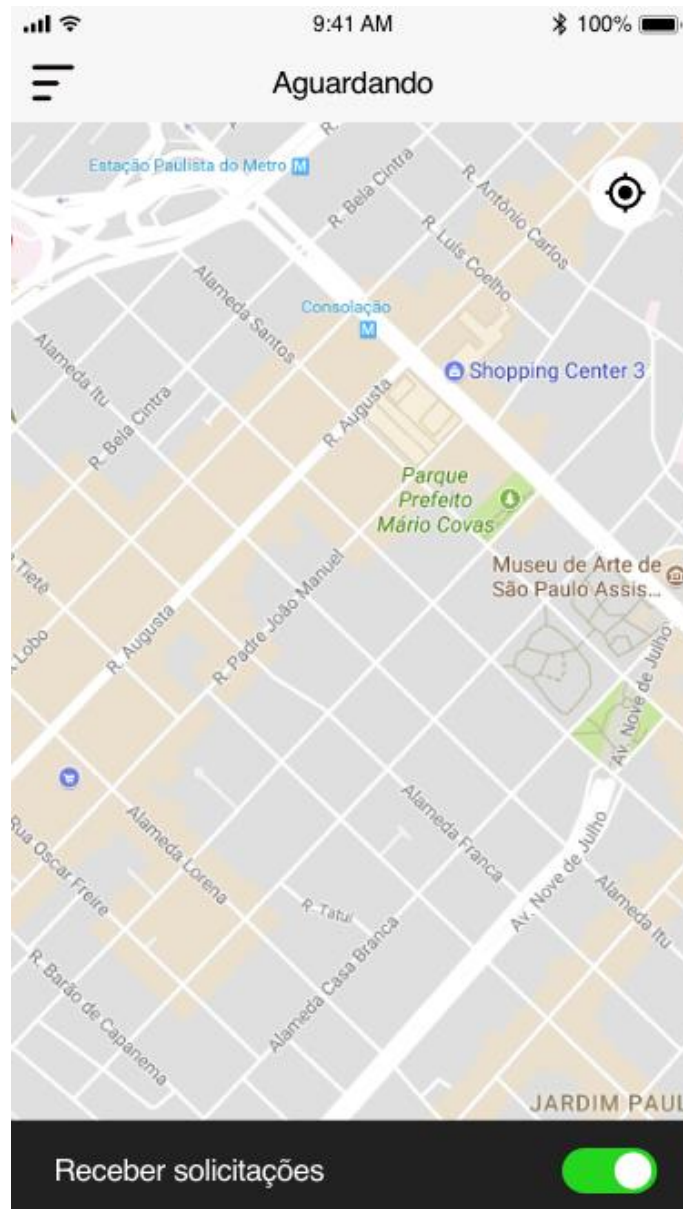 9:41 AM
100%
Aguardando
Estação Paulista do Metro M
R. Bela Cintra
R. Antônio Carlos
R. Luís Coelho
Alameda Santos
Consolação
M
Alameda Itu
Shopping Center 3
R. Bela Cintra
R. Augusta
Parque
Prefeito
Mário Covas
Museu de Arte de
São Paulo Assis...
Tietê
R. Padre João Manuel
Lobo
R. Augusta
Av. Nove de Julho
Alameda Lorena
Alameda Franca
Rua Oscar Freire
Av. Nove de Julho
Alameda Itu
R. Tatuí
Alameda Casa Branca
R. Barão de Capanema
JARDIM PAUL
Receber solicitações